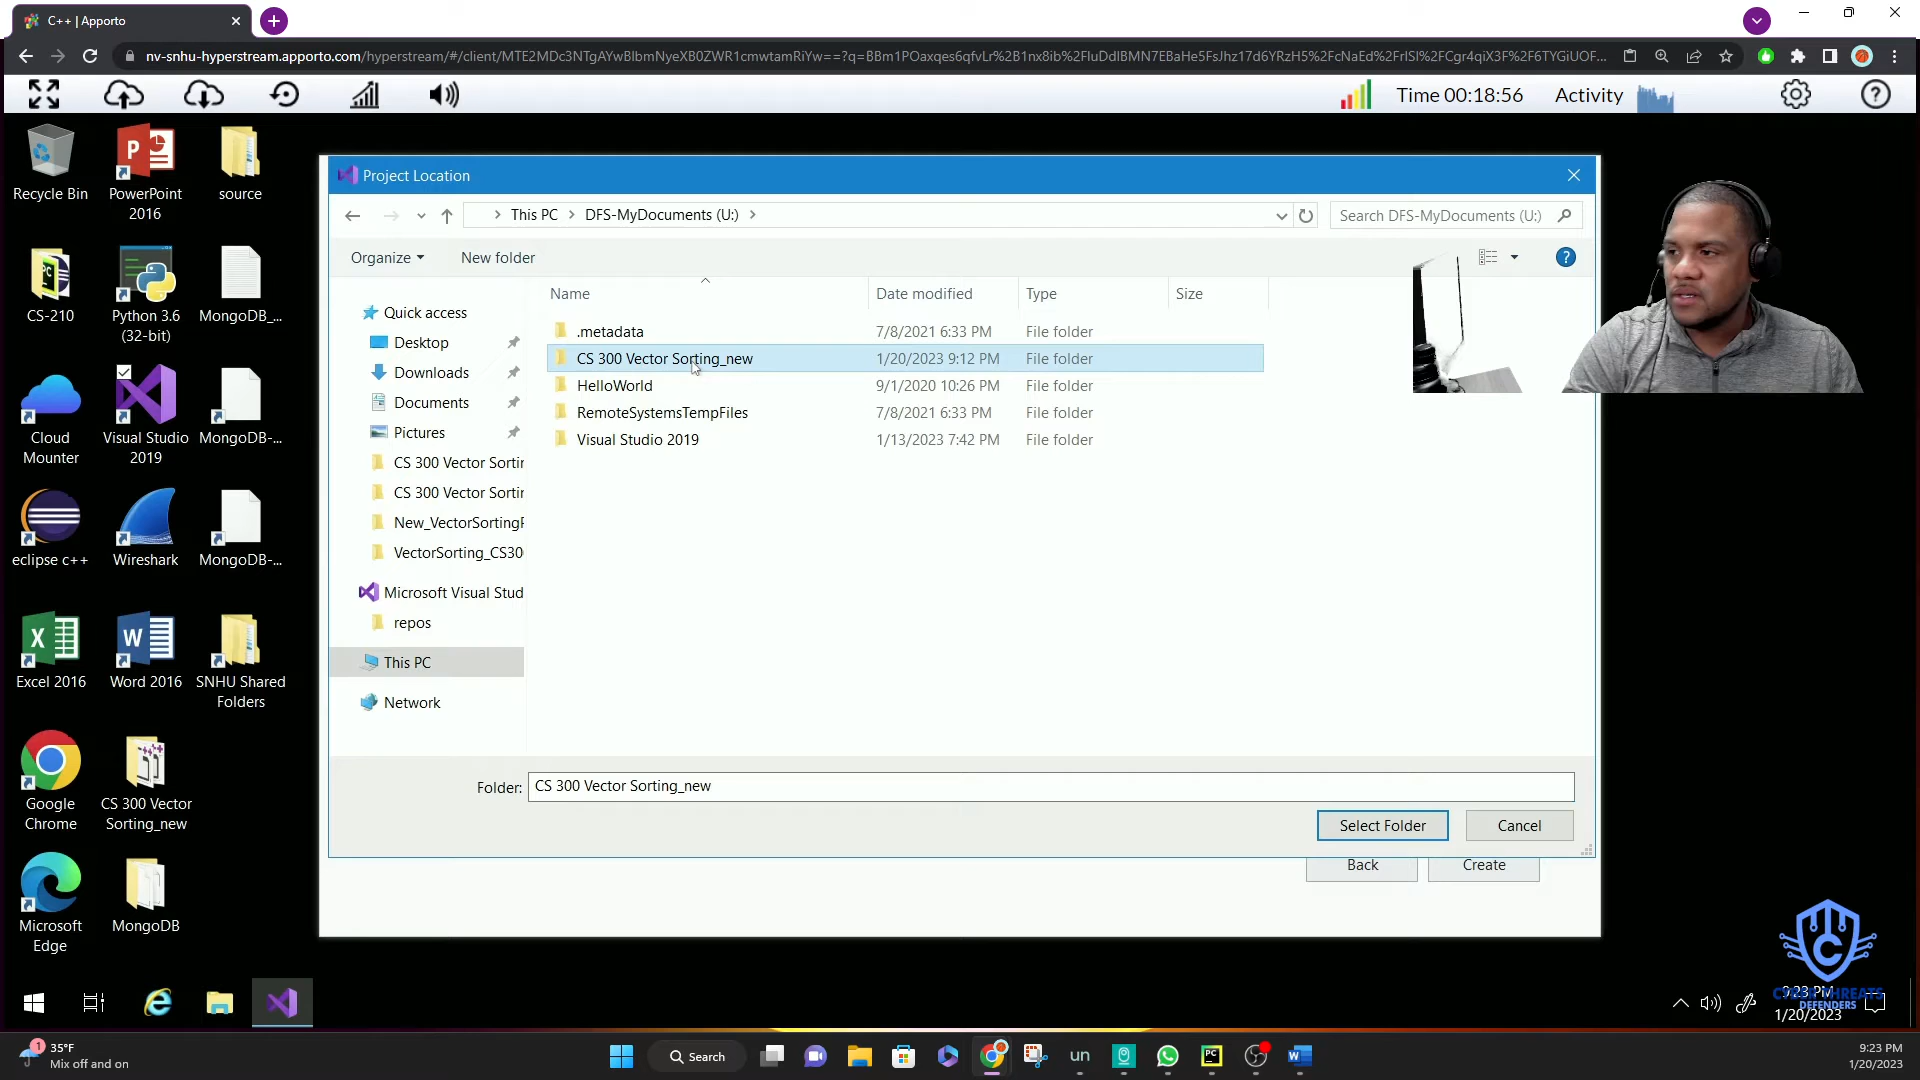 C++ | Apporto
nv-snhu-hyperstream.apporto.com/hyperstream/#/client/
Time 00:18:56 Activity
Recycle Bin
PowerPoint
2016
source
CS-210
Python 3.6
(32-bit)
MongoDB_...
Cloud
Mounter
Visual Studio
2019
MongoDB-...
eclipse c++
Wireshark
MongoDB-...
Excel 2016
Word 2016
SNHU Shared
Folders
Google
Chrome
CS 300 Vector
Sorting_new
Microsoft
Edge
MongoDB
Project Location
This PC > DFS-MyDocuments (U:) >
Search DFS-MyDocuments (U:)
Organize
New folder
Name Date modified Type Size
Quick access
Desktop
Downloads
Documents
Pictures
CS 300 Vector Sortir
CS 300 Vector Sortir
New_VectorSortingF
VectorSorting_CS30
Microsoft Visual Stud
repos
This PC
Network
.metadata 7/8/2021 6:33 PM File folder
CS 300 Vector Sorting_new 1/20/2023 9:12 PM File folder
HelloWorld 9/1/2020 10:26 PM File folder
RemoteSystemsTempFiles 7/8/2021 6:33 PM File folder
Visual Studio 2019 1/13/2023 7:42 PM File folder
Folder: CS 300 Vector Sorting_new
Select Folder
Cancel
Back
Create
CYBER THREATS
DEFENDERS
9:23 PM
1/20/2023
1
35°F
Mix off and on
Search
un
9:23 PM
1/20/2023